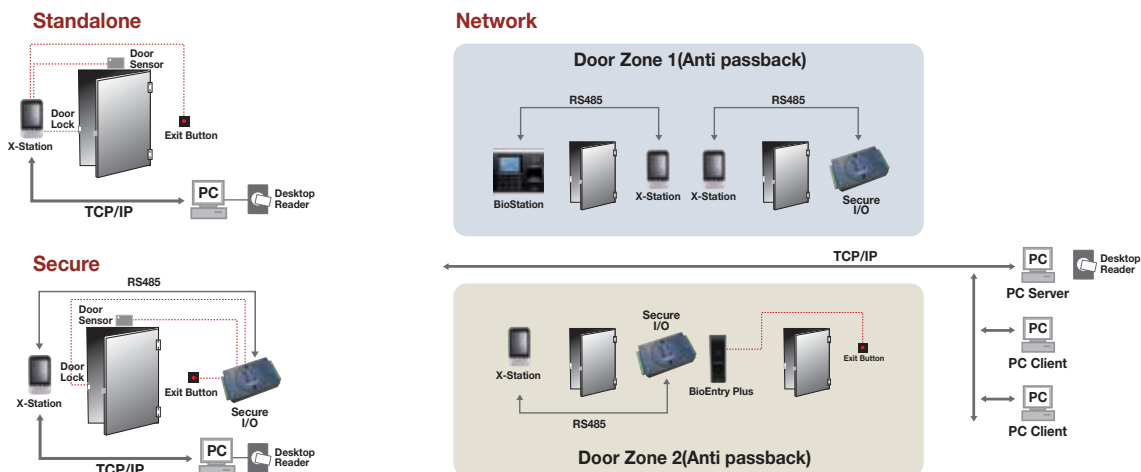 Standalone
Door
Sensor
Door
Lock
X-Station
Exit Button
PC
Desktop
Reader
TCP/IP
Secure
RS485
Door
Sensor
Door
Lock
X-Station
Exit Button
Secure
I/O
PC
Desktop
Reader
TCP/IP
Network
Door Zone 1(Anti passback)
RS485
RS485
BioStation
X-Station
X-Station
Secure
I/O
TCP/IP
PC
Desktop
Reader
PC Server
PC
PC Client
PC
PC Client
Secure
I/O
X-Station
BioEntry Plus
Exit Button
RS485
Door Zone 2(Anti passback)